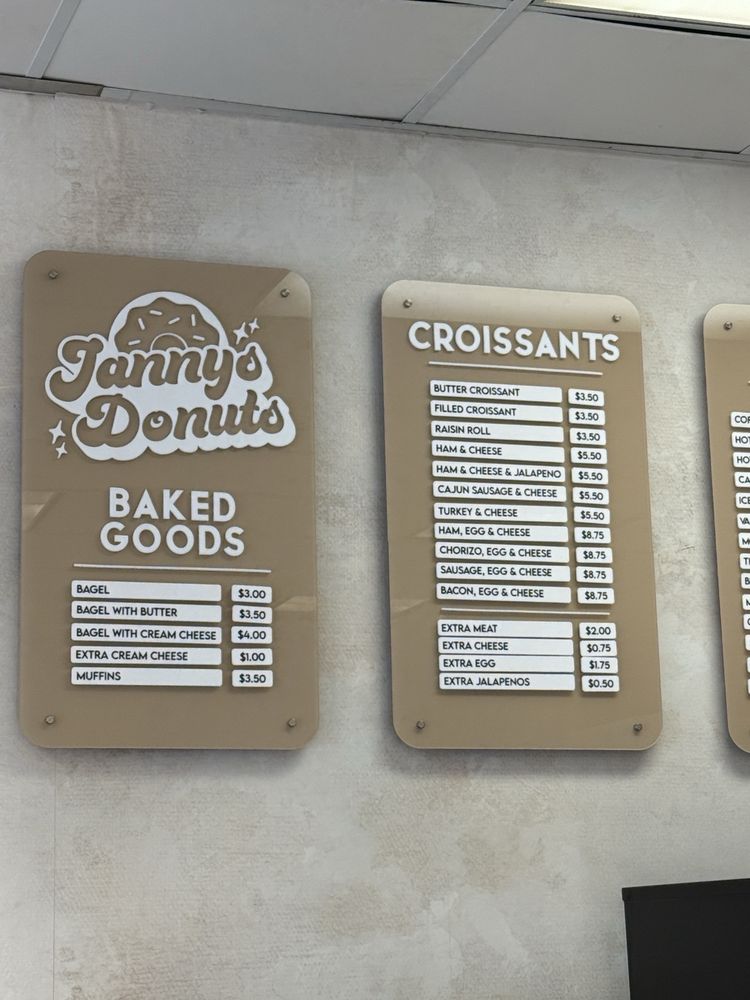 Janny's
Donuts
BAKED
GOODS
BAGEL $3.00
BAGEL WITH BUTTER $3.50
BAGEL WITH CREAM CHEESE $4.00
EXTRA CREAM CHEESE $1.00
MUFFINS $3.50
CROISSANTS
BUTTER CROISSANT $3.50
FILLED CROISSANT $3.50
RAISIN ROLL $3.50
HAM & CHEESE $5.50
HAM & CHEESE & JALAPENO $5.50
CAJUN SAUSAGE & CHEESE $5.50
TURKEY & CHEESE $5.50
HAM, EGG & CHEESE $8.75
CHORIZO, EGG & CHEESE $8.75
SAUSAGE, EGG & CHEESE $8.75
BACON, EGG & CHEESE $8.75
EXTRA MEAT $2.00
EXTRA CHEESE $0.75
EXTRA EGG $1.75
EXTRA JALAPENOS $0.50